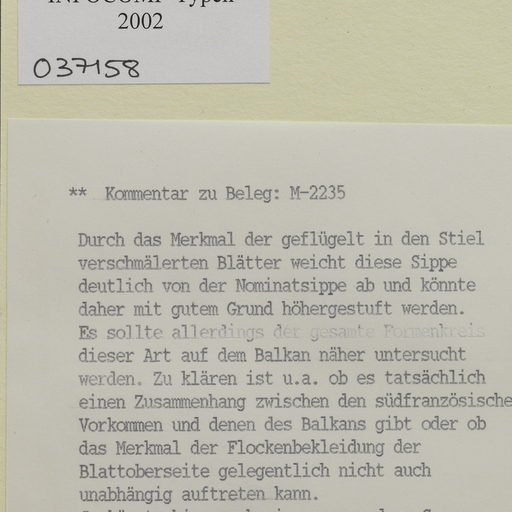 INFOCOMP Typen
2002
037158
** Kommentar zu Beleg: M-2235
Durch das Merkmal der geflügelt in den Stiel
verschmälerten Blätter weicht diese Sippe
deutlich von der Nominatsippe ab und könnte
daher mit gutem Grund höhergestuft werden.
Es sollte allerdings der gesamte Formenkreis
dieser Art auf dem Balkan näher untersucht
werden. Zu klären ist u.a. ob es tatsächlich
einen Zusammenhang zwischen den südfranzösische
Vorkommen und denen des Balkans gibt oder ob
das Merkmal der Flockenbekleidung der
Blattoberseite gelegentlich nicht auch
unabhängig auftreten kann.